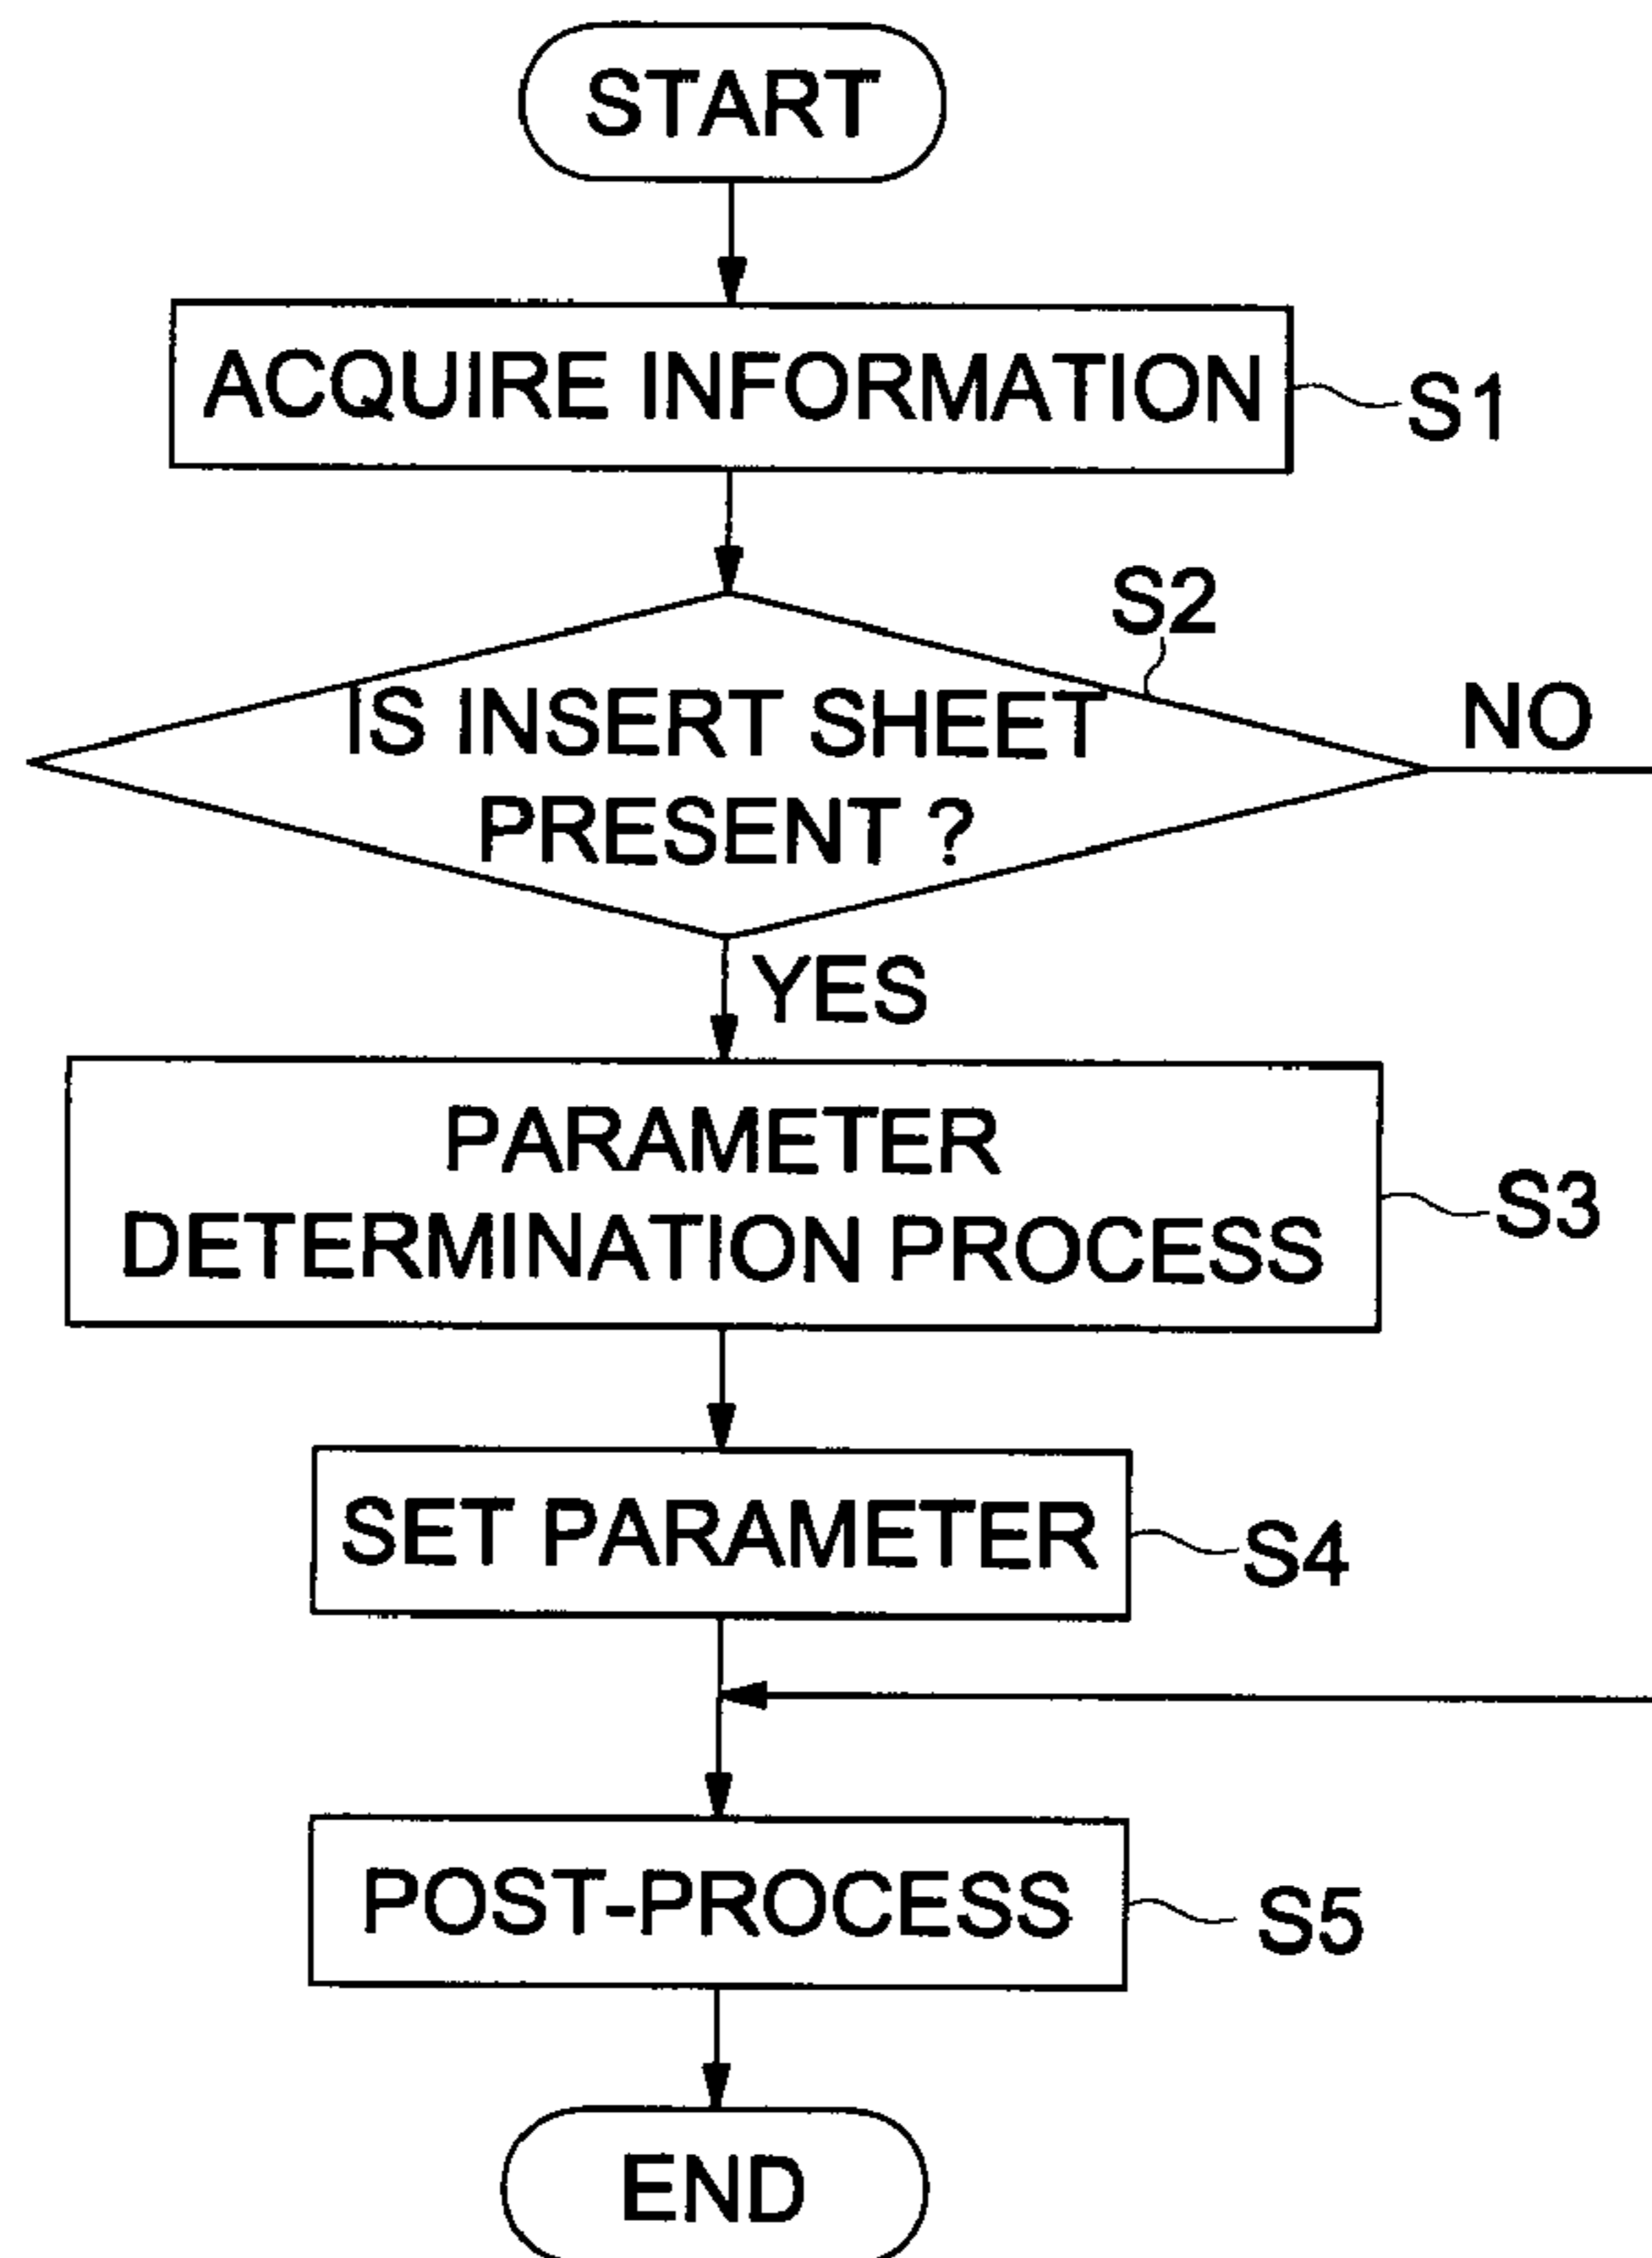 START
ACQUIRE INFORMATION
S1
S2
IS INSERT SHEET
PRESENT ?
NO
YES
PARAMETER
DETERMINATION PROCESS
S3
SET PARAMETER
S4
POST-PROCESS
S5
END